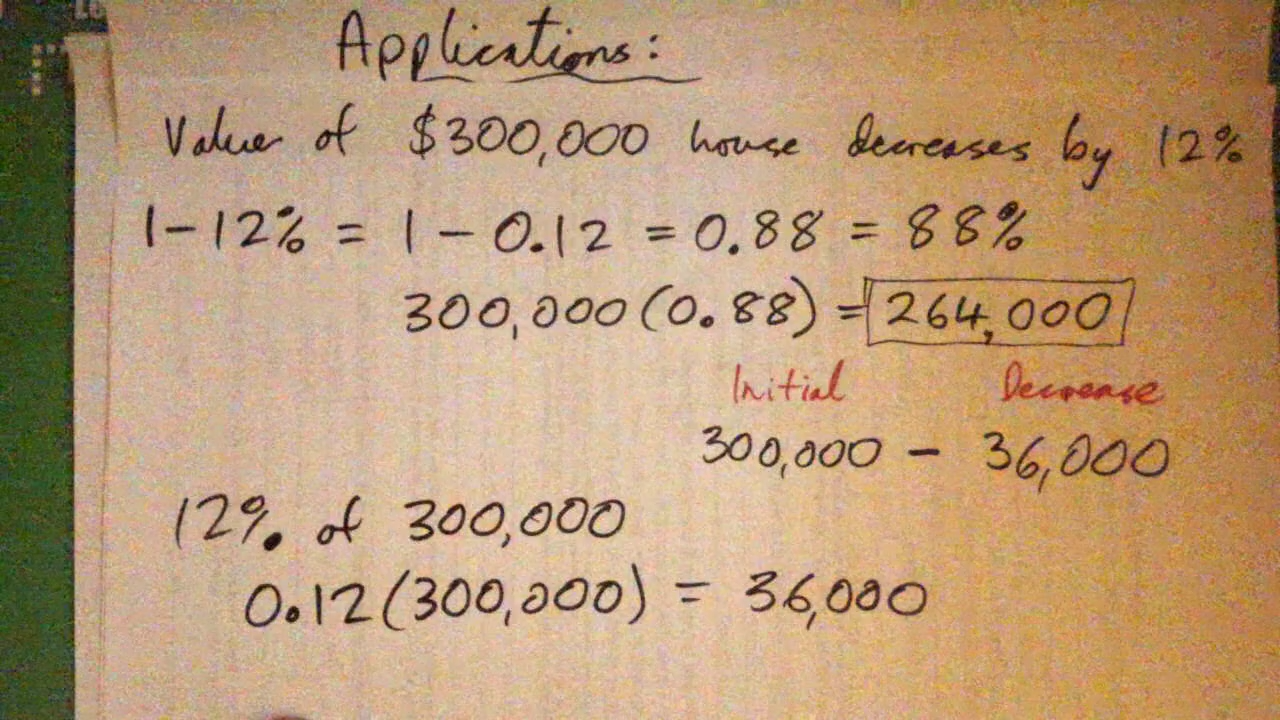 Applications:
Value of $300,000 house decreases by 12%
1 - 12% = 1 - 0.12 = 0.88 = 88%
300,000 (0.88) = 264,000
Initial Decrease
300,000 - 36,000
12% of 300,000
0.12 (300,000) = 36,000